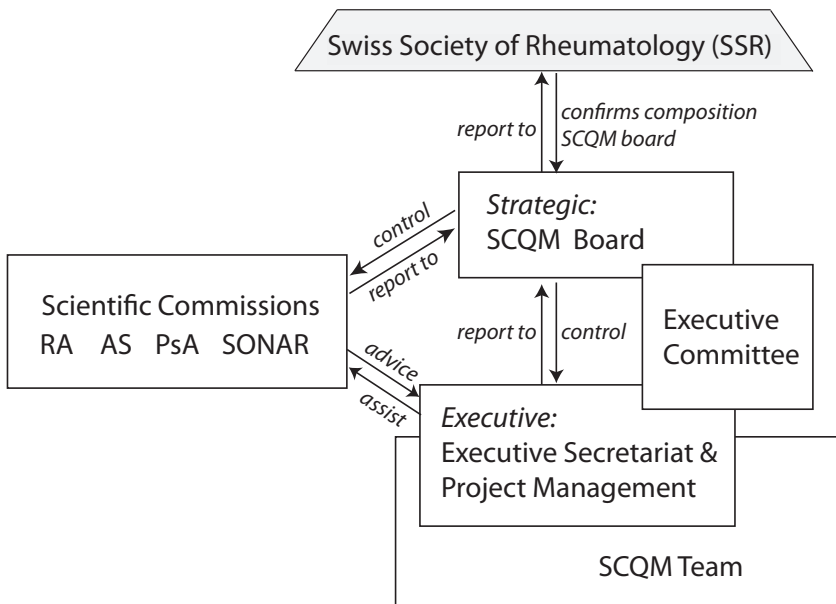 Swiss Society of Rheumatology (SSR)
report to
confirms composition
SCQM board
Strategic:
SCQM Board
control
report to
Scientific Commissions
RA AS PsA SONAR
report to
control
Executive
Committee
advice
assist
Executive:
Executive Secretariat &
Project Management
SCQM Team